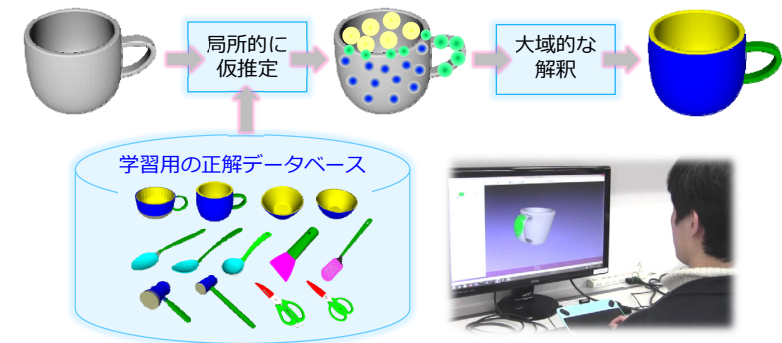 局所的に
仮推定
大域的な
解釈
学習用の正解データベース